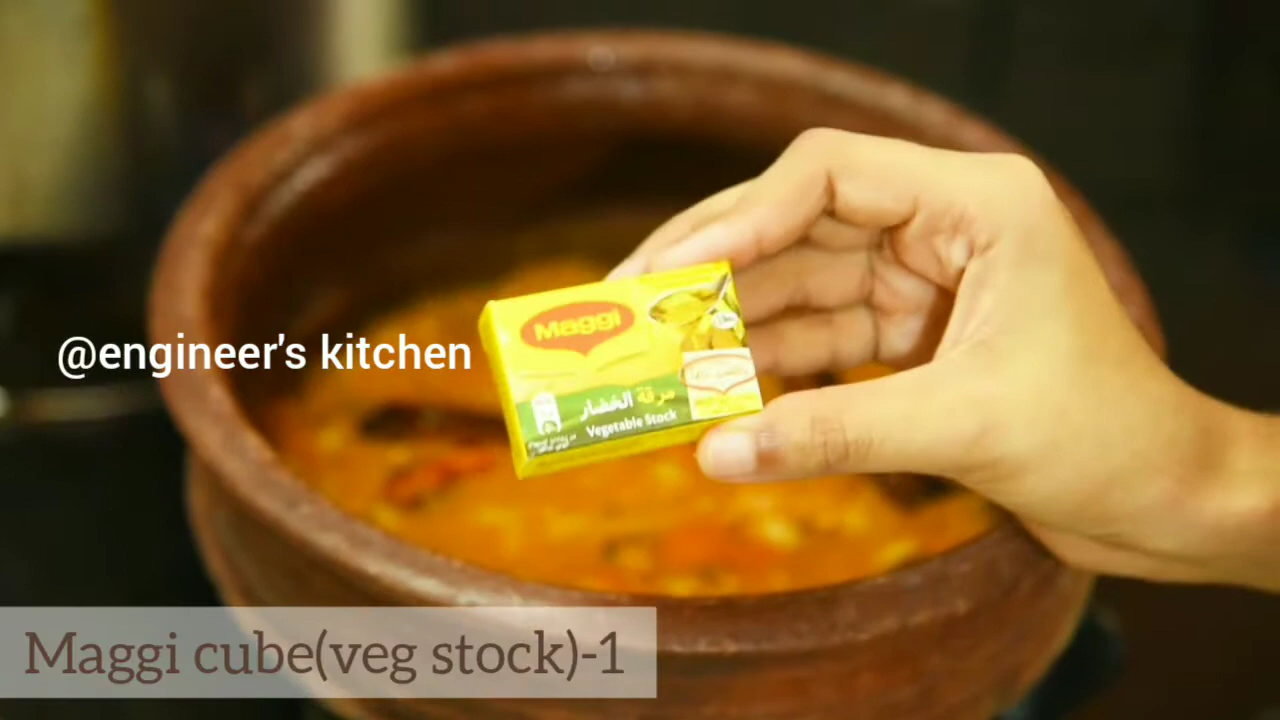 @engineer's kitchen
Maggi
مرقة الخضار
Vegetable Stock
Maggi cube(veg stock)-1